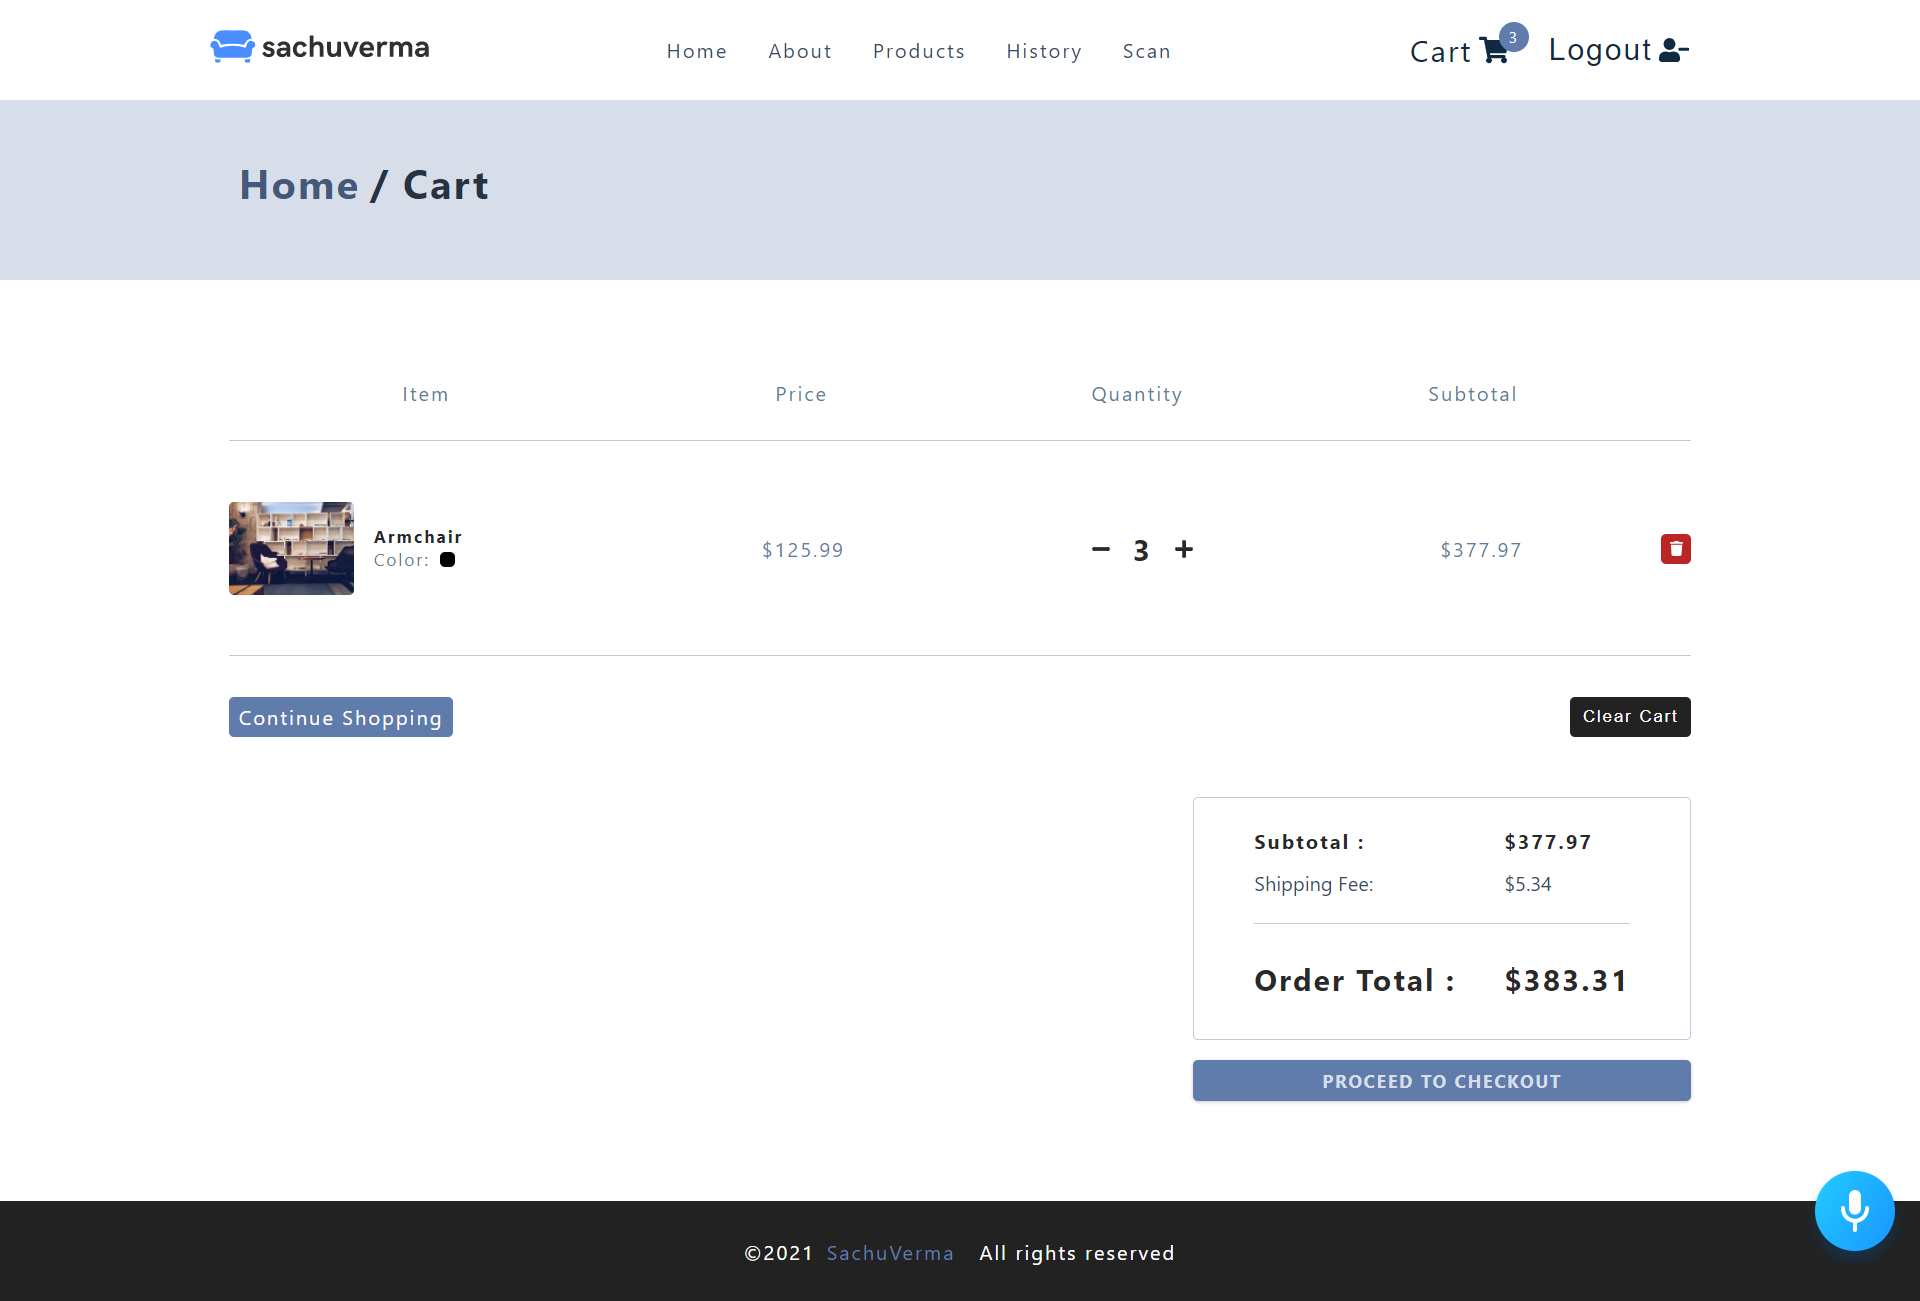 sachuverma
Home About Products History Scan
Cart 3 Logout
Home / Cart
Item Price Quantity Subtotal
Armchair
Color:
$125.99 3 $377.97
Continue Shopping Clear Cart
Subtotal : $377.97
Shipping Fee: $5.34
Order Total : $383.31
PROCEED TO CHECKOUT
©2021 SachuVerma All rights reserved